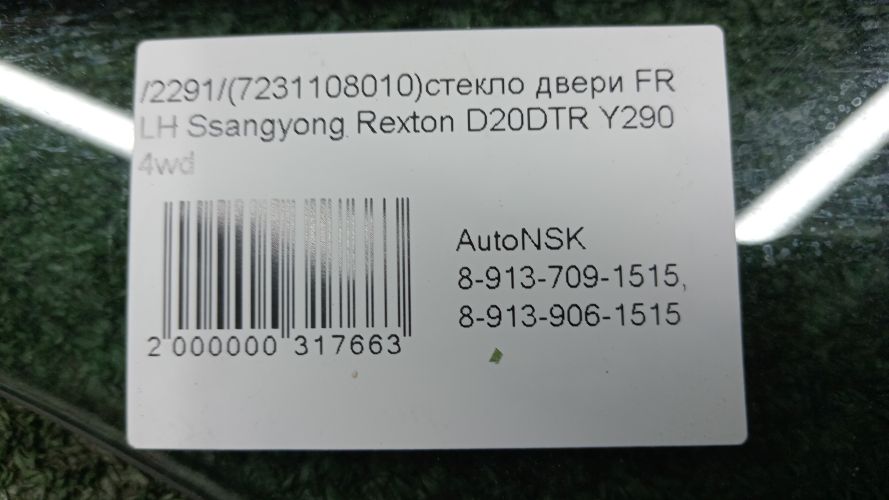 /2291/(7231108010)стекло двери FR
LH Ssangyong Rexton D20DTR Y290
4wd
AutoNSK
8-913-709-1515,
8-913-906-1515
2 000000 317663